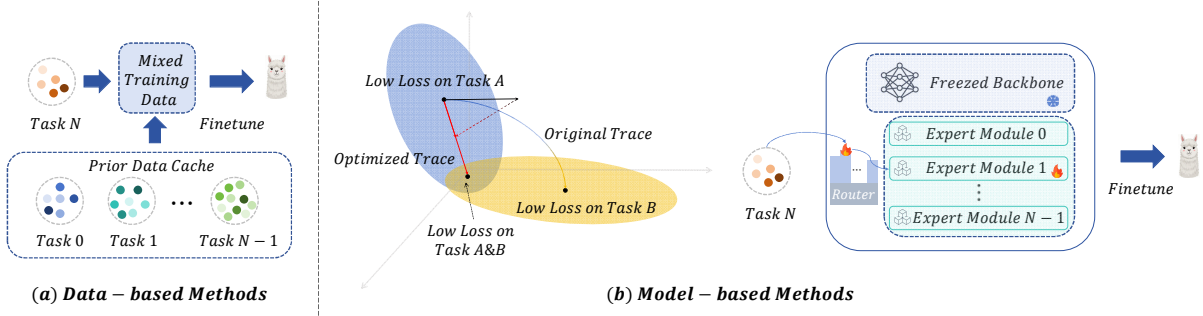 Mixed
Training
Data
Task N
Finetune
Prior Data Cache
Task 0
Task 1
...
Task N − 1
(a) Data − based Methods
Low Loss on Task A
Original Trace
Optimized Trace
Low Loss on Task B
Low Loss on
Task A&B
Task N
...
Router
Freezed Backbone
Expert Module 0
Expert Module 1
⋮
Expert Module N − 1
Finetune
(b) Model − based Methods